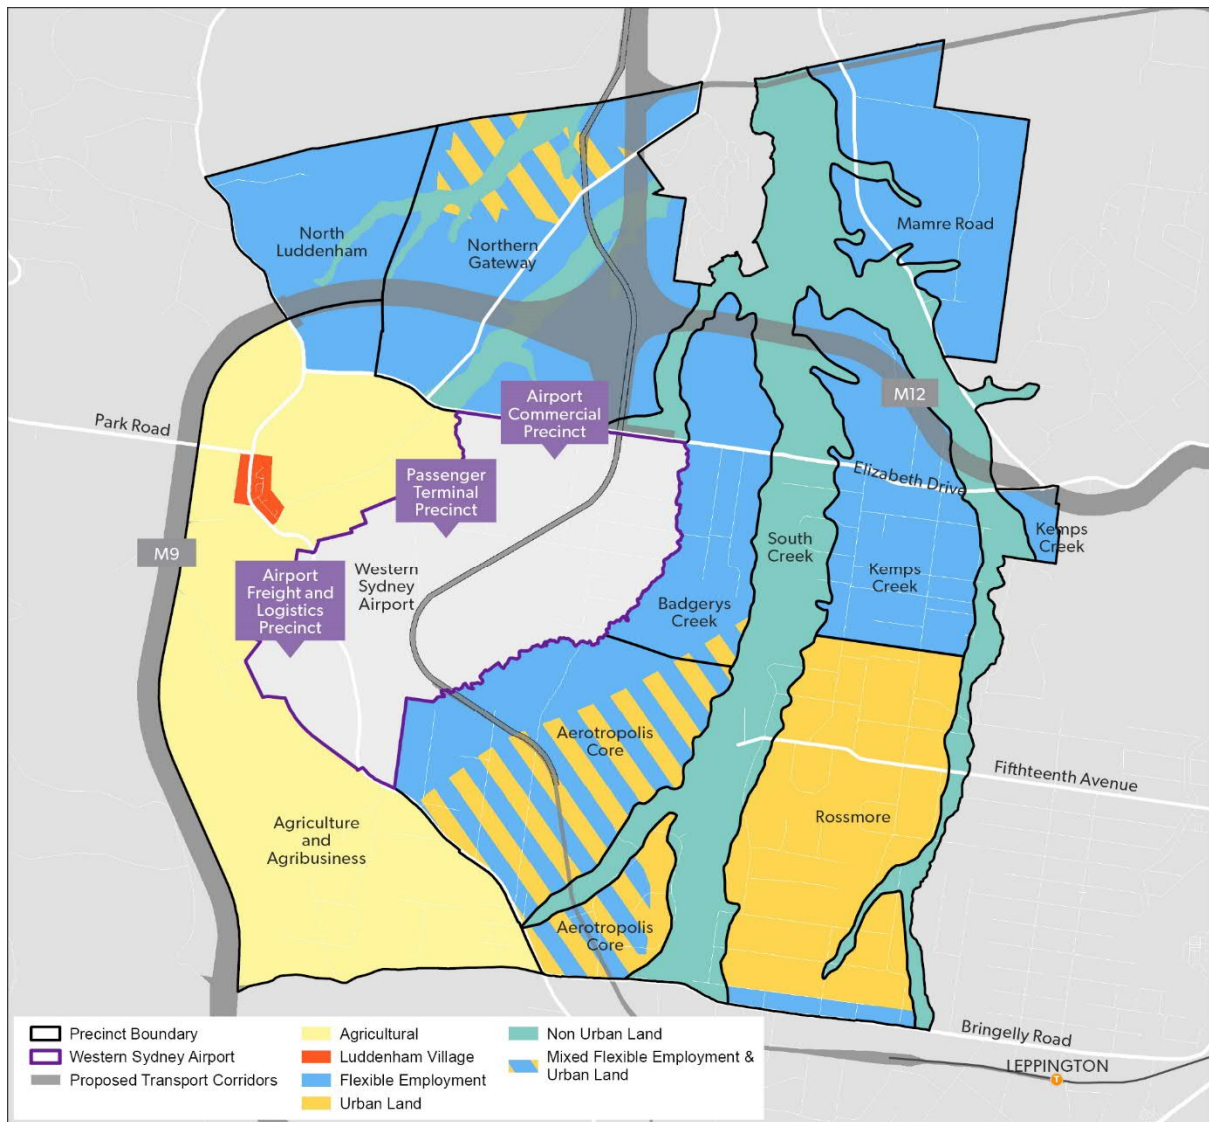 Mamre Road
North
Luddenham
Northern
Gateway
Airport
Commercial
Precinct
M12
Park Road
Passenger
Terminal
Precinct
Elizabeth Drive
Kemps
Creek
South
Creek
M9
Western
Sydney
Airport
Airport
Freight and
Logistics
Precinct
Kemps
Creek
Badgerys
Creek
Aerotropolis
Core
Fifthteenth Avenue
Rossmore
Agriculture
and
Agribusiness
Aerotropolis
Core
Bringelly Road
LEPPINGTON
T
Precinct Boundary
Western Sydney Airport
Proposed Transport Corridors
Agricultural
Luddenham Village
Flexible Employment
Urban Land
Non Urban Land
Mixed Flexible Employment &
Urban Land